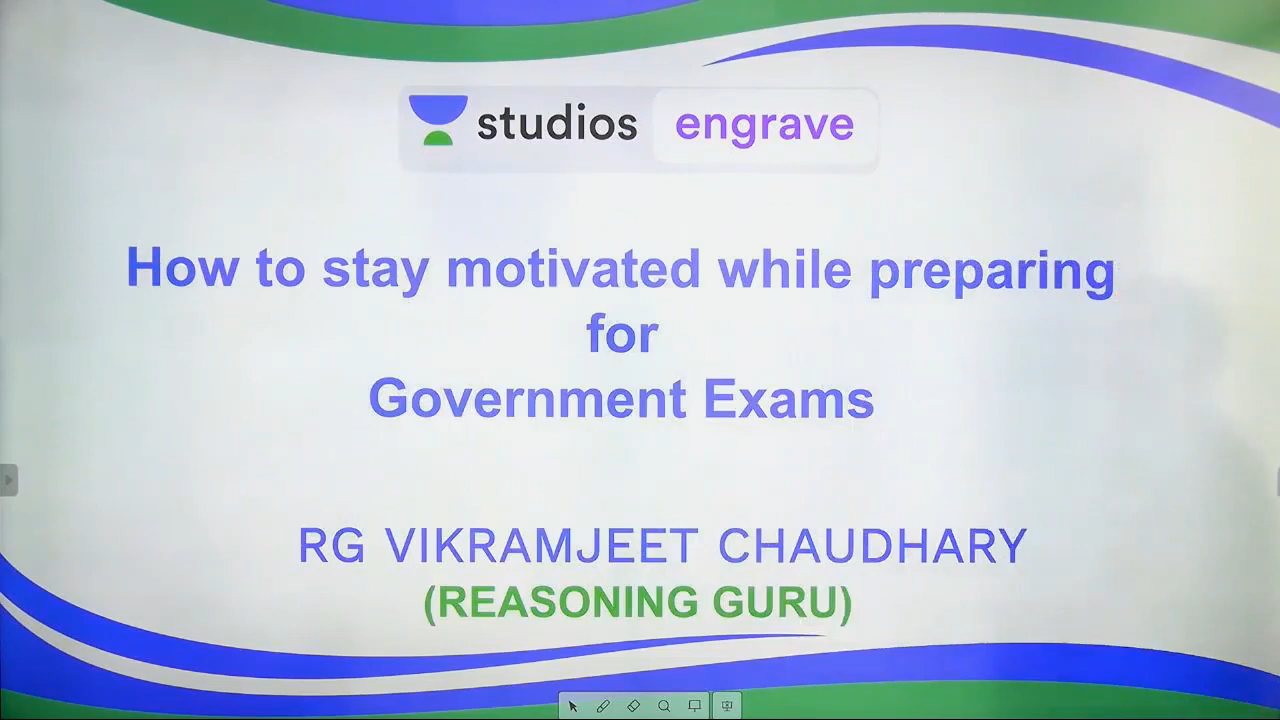 studios engrave
How to stay motivated while preparing
for
Government Exams
RG VIKRAMJEET CHAUDHARY
(REASONING GURU)